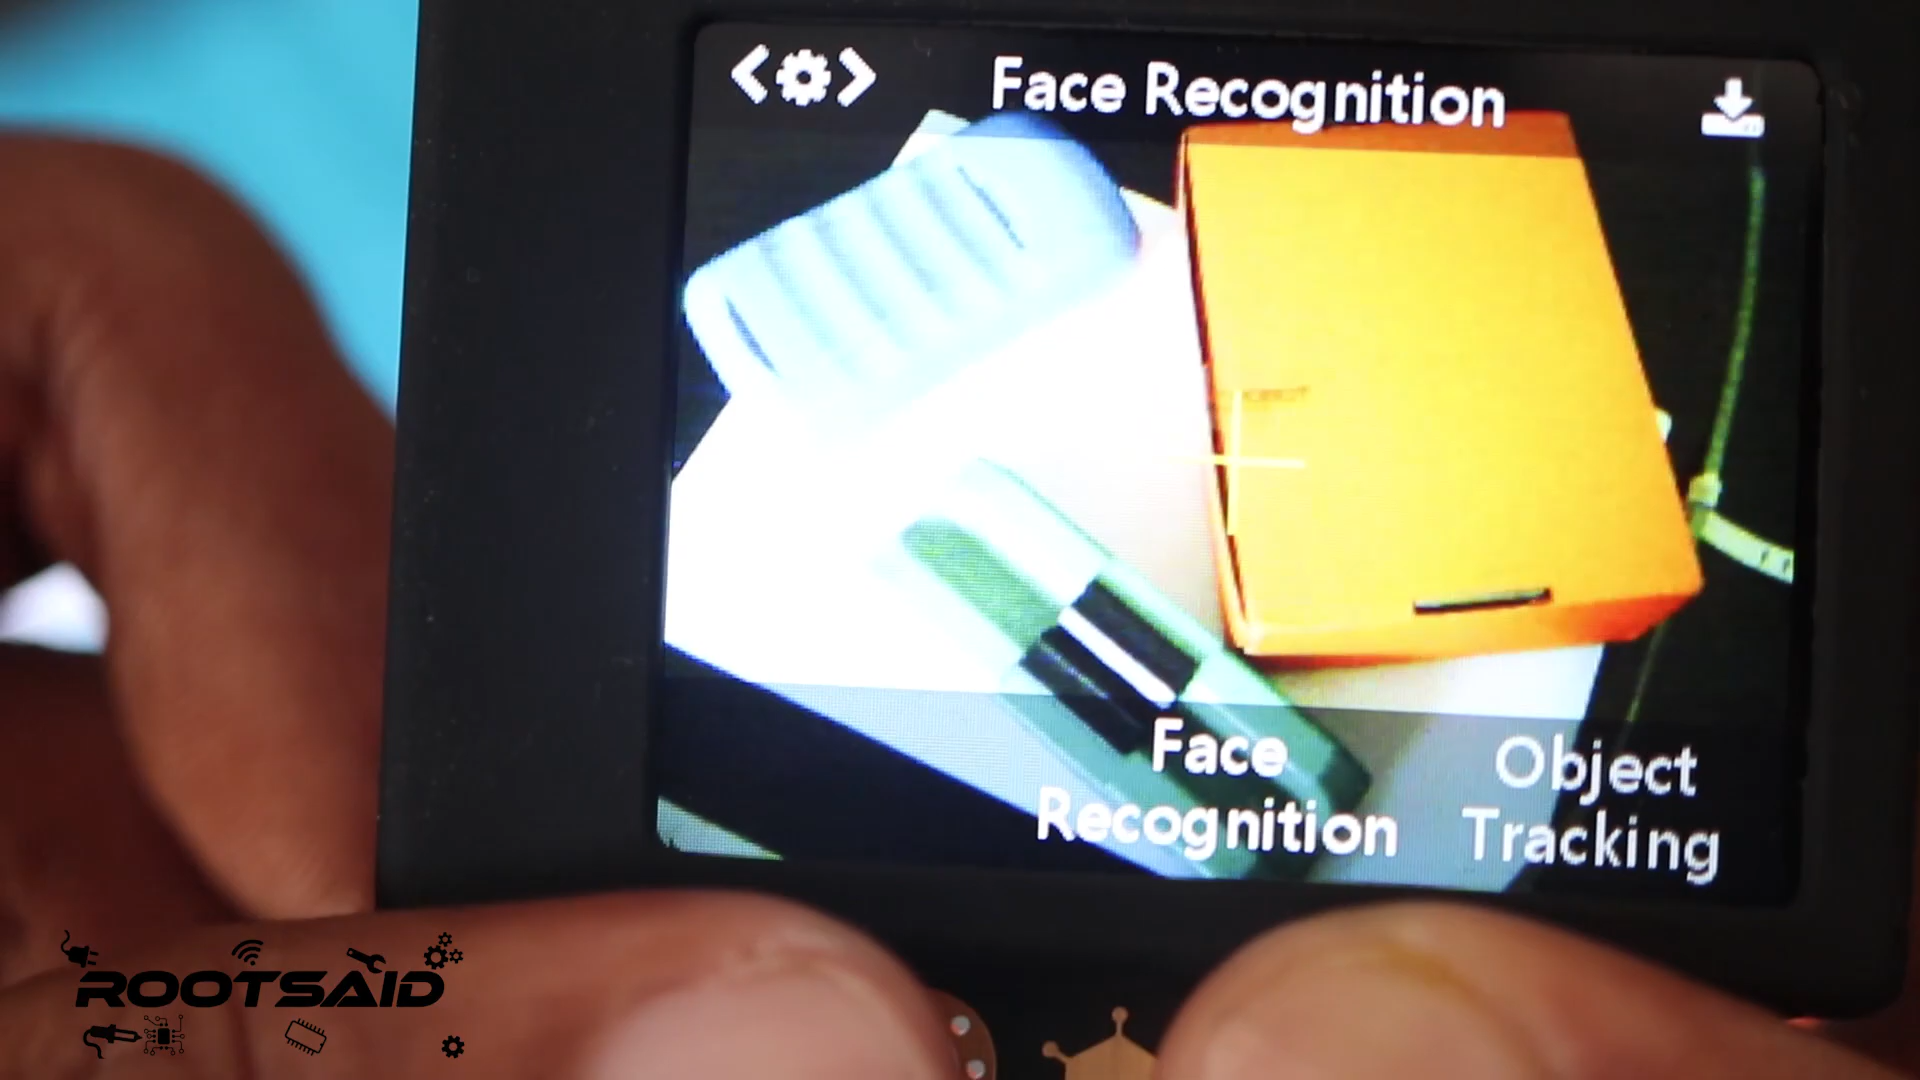 Face Recognition
Face
Recognition
Object
Tracking
ROOTSAID